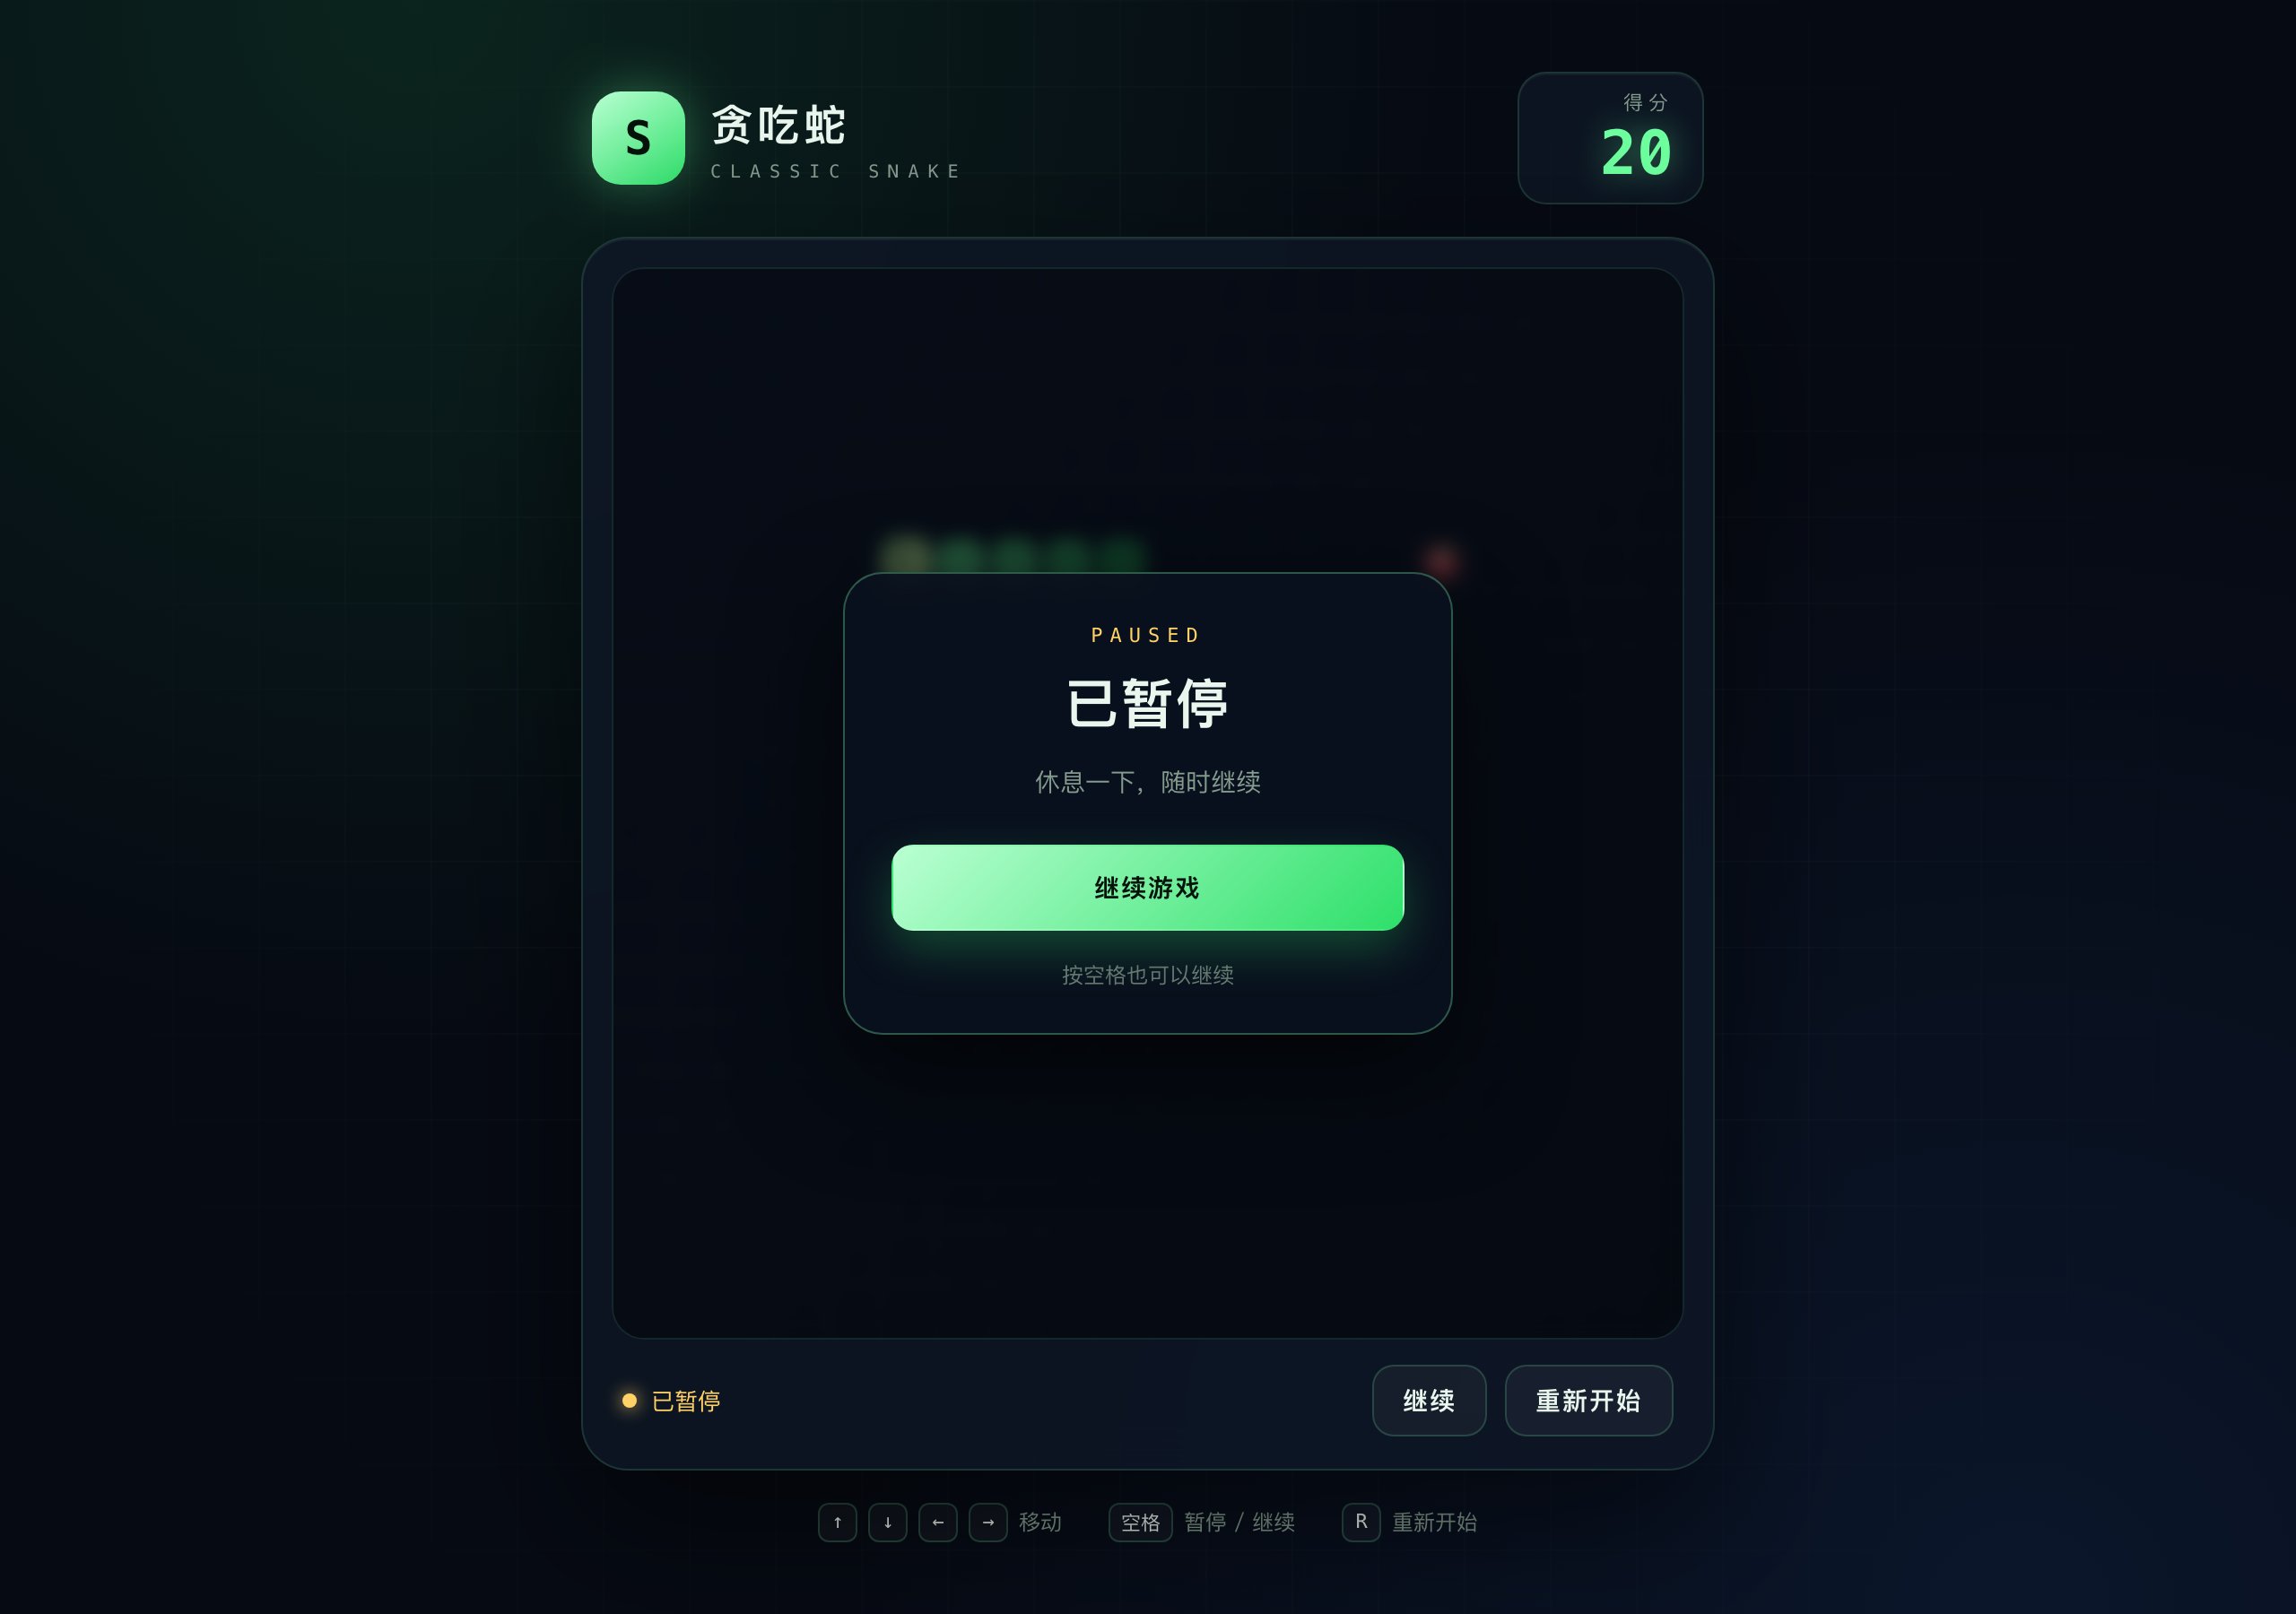 S
贪吃蛇
CLASSIC SNAKE
得分
20
PAUSED
已暂停
休息一下，随时继续
继续游戏
按空格也可以继续
已暂停
继续
重新开始
↑ ↓ ← → 移动 空格 暂停 / 继续 R 重新开始